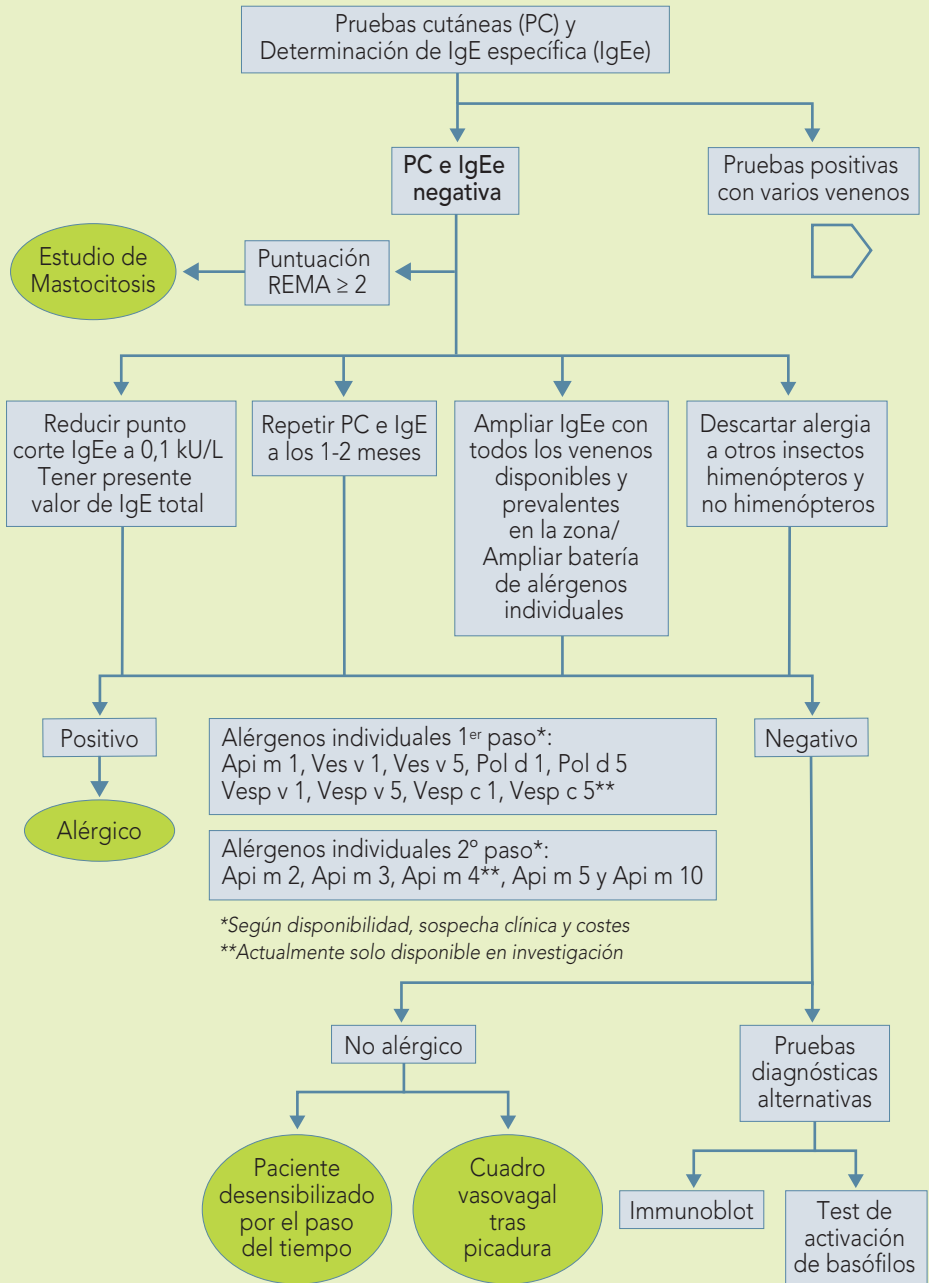 Pruebas cutáneas (PC) y
Determinación de IgE específica (IgEe)
PC e IgEe
negativa
Pruebas positivas
con varios venenos
Estudio de
Mastocitosis
Puntuación
REMA ≥ 2
Reducir punto
corte IgEe a 0,1 kU/L
Tener presente
valor de IgE total
Repetir PC e IgE
a los 1-2 meses
Ampliar IgEe con
todos los venenos
disponibles y
prevalentes
en la zona/
Ampliar batería
de alérgenos
individuales
Descartar alergia
a otros insectos
himenópteros y
no himenópteros
Positivo
Alérgico
Alérgenos individuales 1er paso*:
Api m 1, Ves v 1, Ves v 5, Pol d 1, Pol d 5
Vesp v 1, Vesp v 5, Vesp c 1, Vesp c 5**
Alérgenos individuales 2º paso*:
Api m 2, Api m 3, Api m 4**, Api m 5 y Api m 10
*Según disponibilidad, sospecha clínica y costes
**Actualmente solo disponible en investigación
Negativo
No alérgico
Paciente
desensibilizado
por el paso
del tiempo
Cuadro
vasovagal
tras
picadura
Pruebas
diagnósticas
alternativas
Immunoblot
Test de
activación
de basófilos